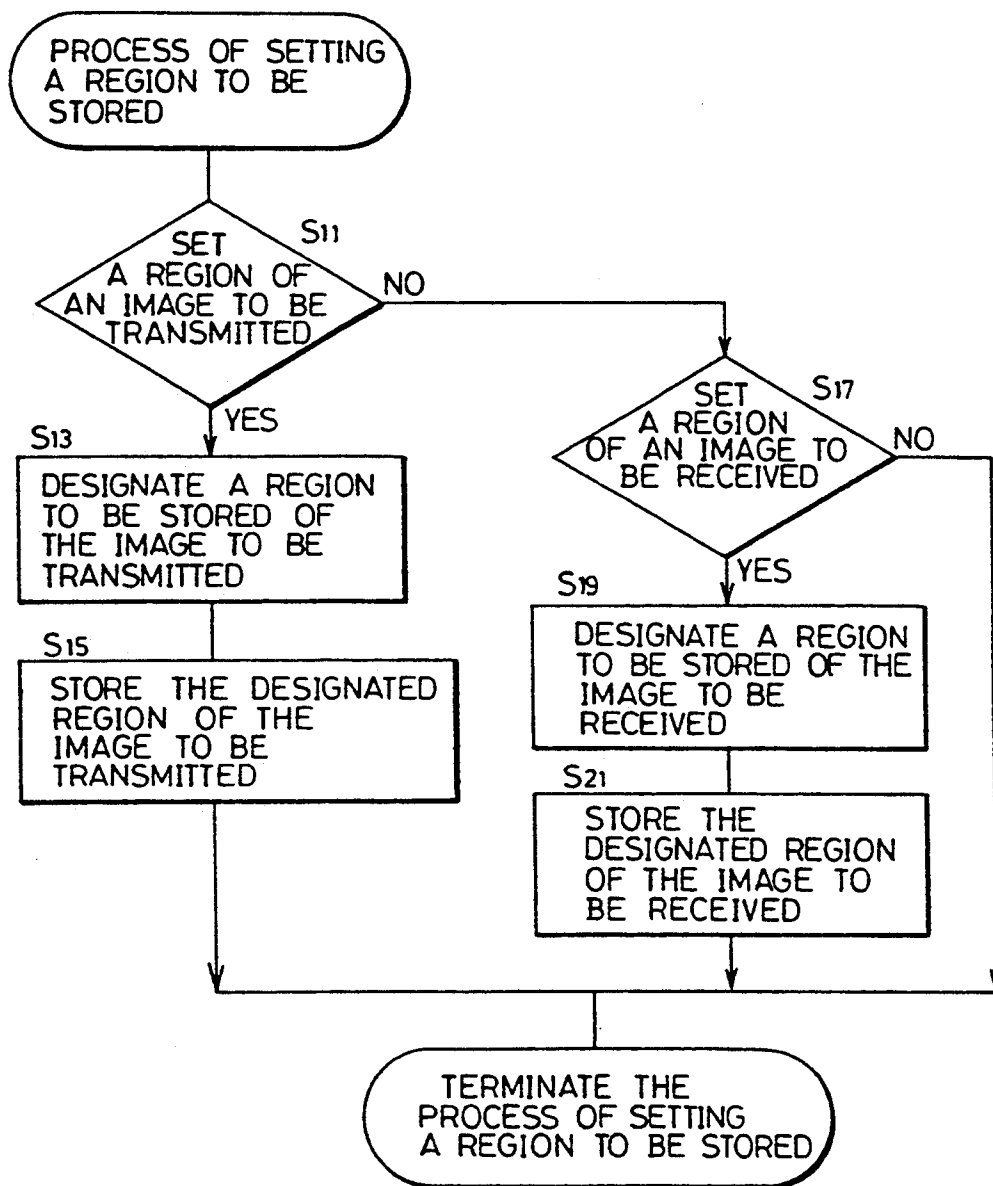 PROCESS OF SETTING
A REGION TO BE
STORED
S11
SET
A REGION OF
AN IMAGE TO BE
TRANSMITTED
NO
YES
S13
DESIGNATE A REGION
TO BE STORED OF
THE IMAGE TO BE
TRANSMITTED
S15
STORE THE DESIGNATED
REGION OF THE
IMAGE TO BE
TRANSMITTED
S17
SET
A REGION
OF AN IMAGE TO
BE RECEIVED
NO
YES
S19
DESIGNATE A REGION
TO BE STORED OF THE
IMAGE TO BE
RECEIVED
S21
STORE THE
DESIGNATED REGION
OF THE IMAGE TO
BE RECEIVED
TERMINATE THE
PROCESS OF SETTING
A REGION TO BE STORED